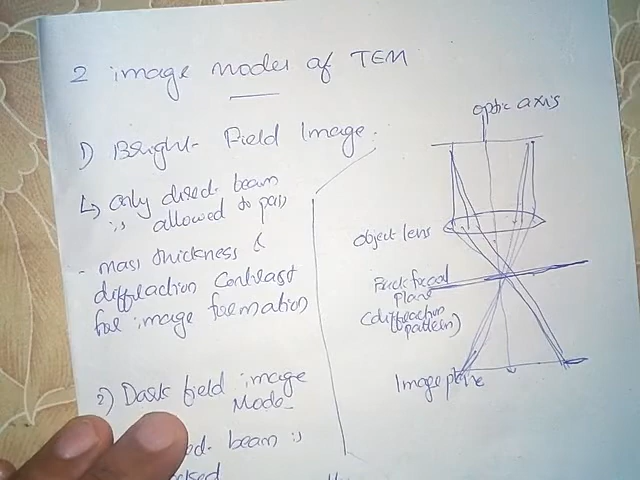 2 image modes of TEM
1) Bright- Field Image.
↳ only direct- beam
is allowed to pass
- mass thickness &
diffraction contrast
for image formation
2) Dark field image
Mode-
beam is
optic axis
object lens
Back focal
plane
(diffraction
pattern)
Image plane